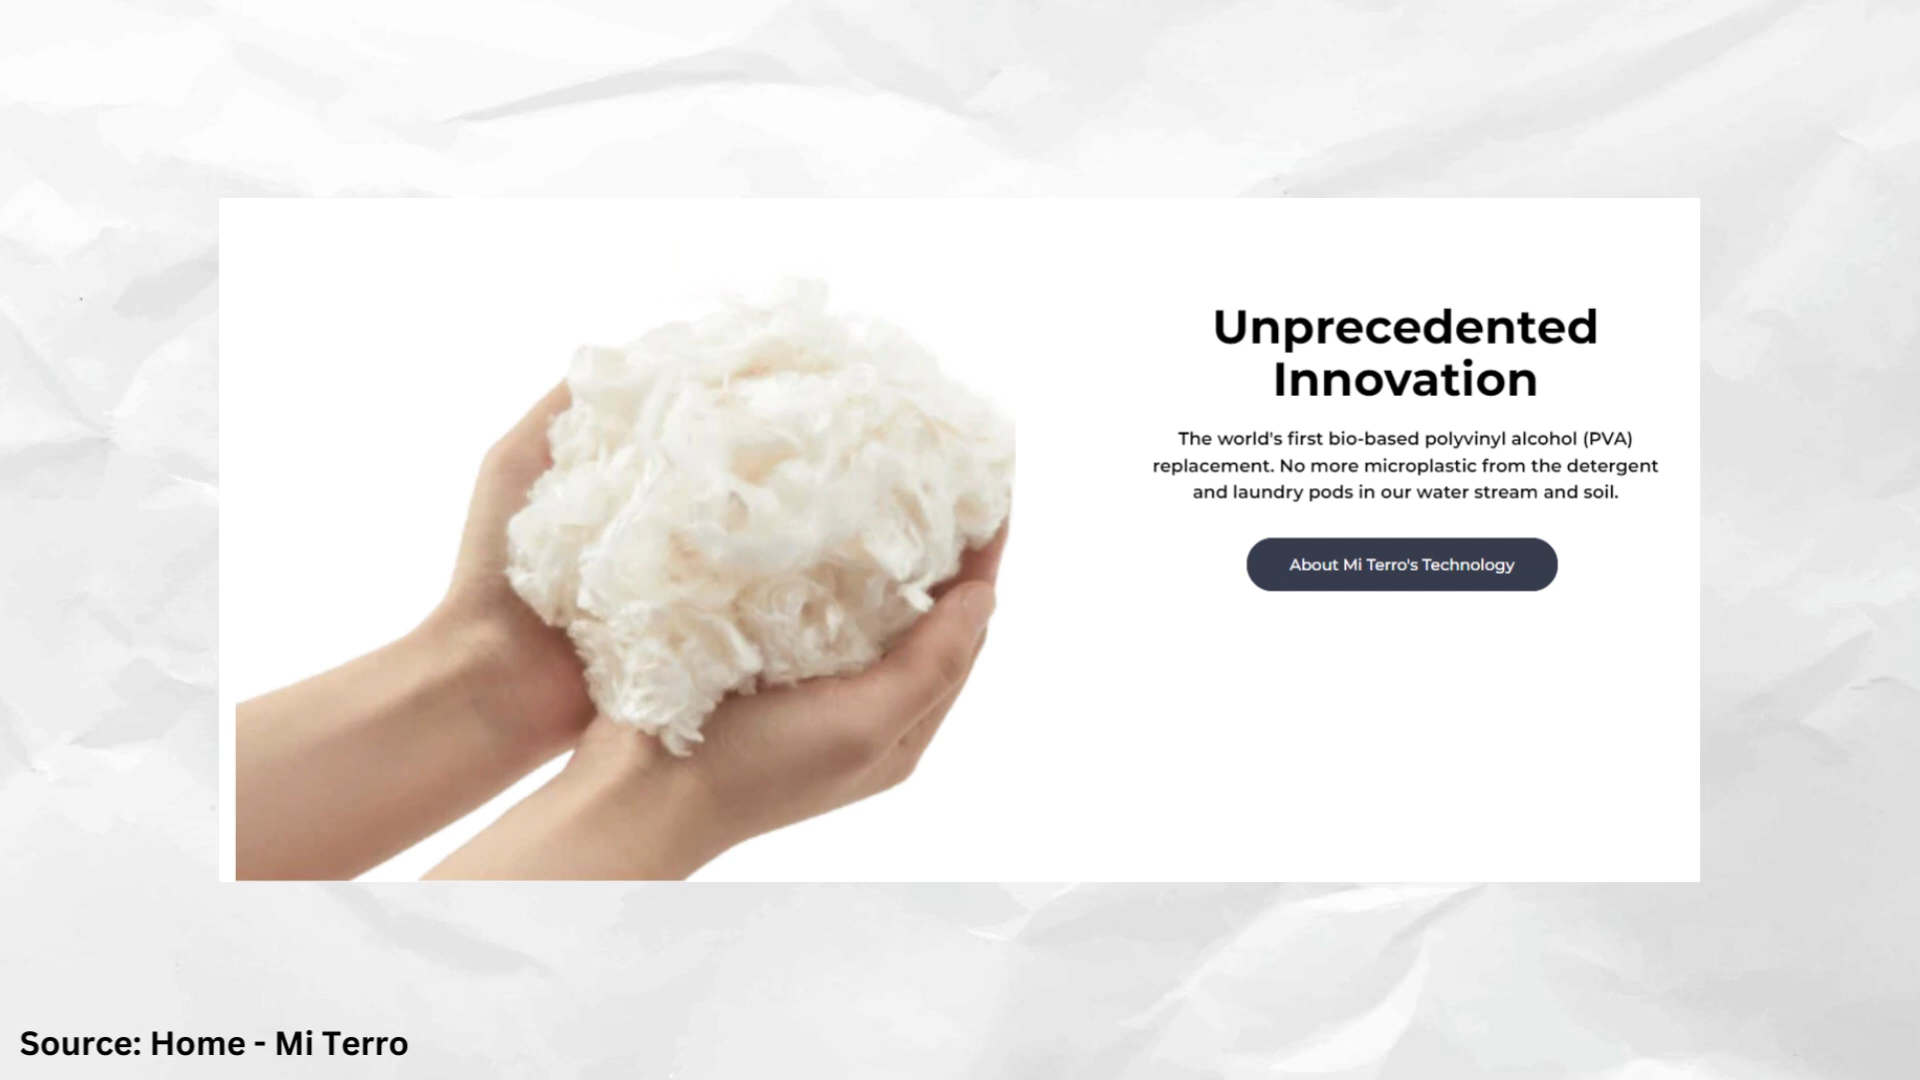 Unprecedented
Innovation
The world's first bio-based polyvinyl alcohol (PVA)
replacement. No more microplastic from the detergent
and laundry pods in our water stream and soil.
About Mi Terro's Technology
Source: Home - Mi Terro